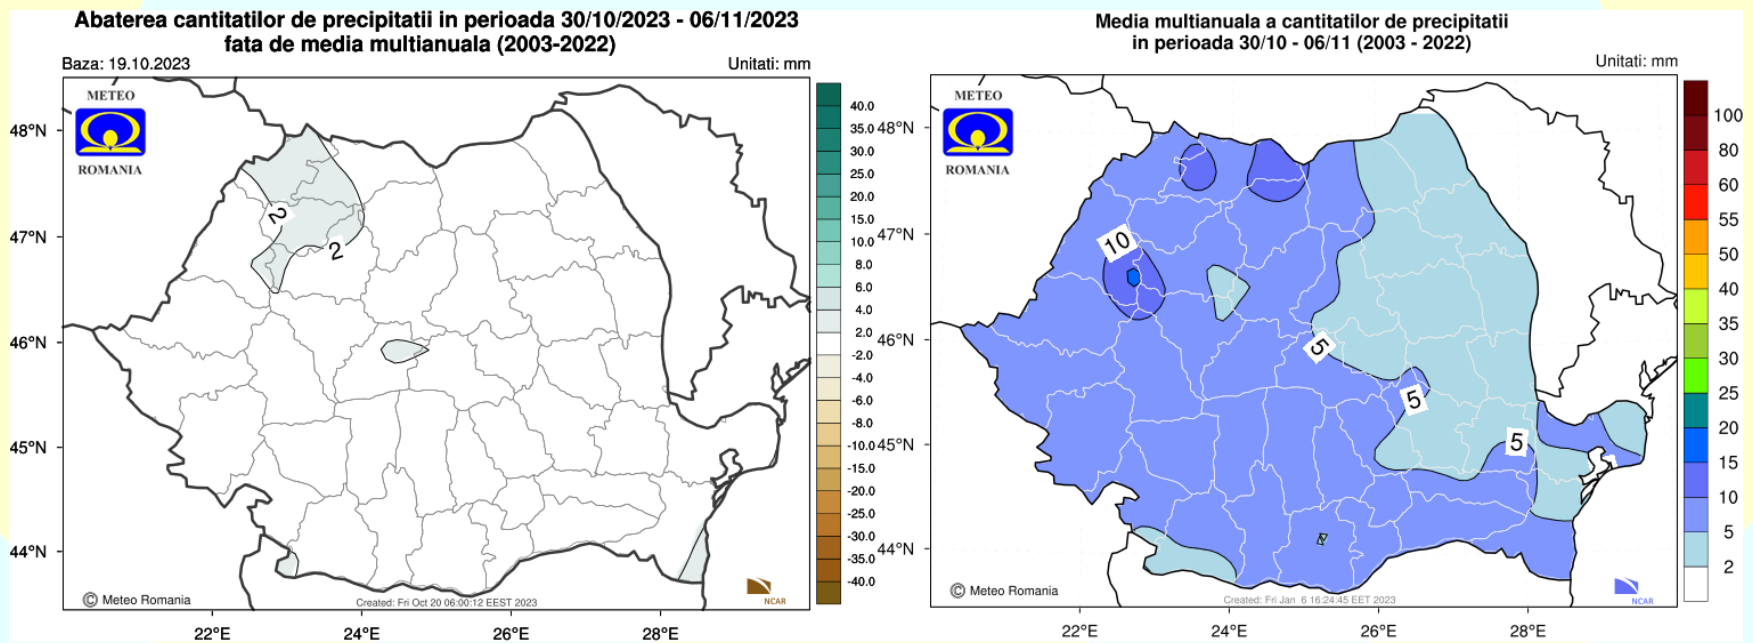 Abaterea cantitatilor de precipitatii in perioada 30/10/2023 - 06/11/2023
fata de media multianuala (2003-2022)
Baza: 19.10.2023
Unitati: mm
METEO
ROMANIA
48°N
47°N
46°N
45°N
44°N
2
2
40.0
35.0
30.0
25.0
20.0
15.0
10.0
8.0
6.0
4.0
2.0
-2.0
-4.0
-6.0
-8.0
-10.0
-15.0
-20.0
-25.0
-30.0
-35.0
-40.0
© Meteo Romania
Created: Fri Oct 20 06:00:12 EEST 2023
NCAR
22°E
24°E
26°E
28°E
Media multianuala a cantitatilor de precipitatii
in perioada 30/10 - 06/11 (2003 - 2022)
Unitati: mm
METEO
ROMANIA
48°N
47°N
46°N
45°N
44°N
10
5
5
5
100
80
60
55
50
40
35
30
25
20
15
10
5
2
© Meteo Romania
Created: Fri Jan 6 16:24:45 EET 2023
NCAR
22°E
24°E
26°E
28°E